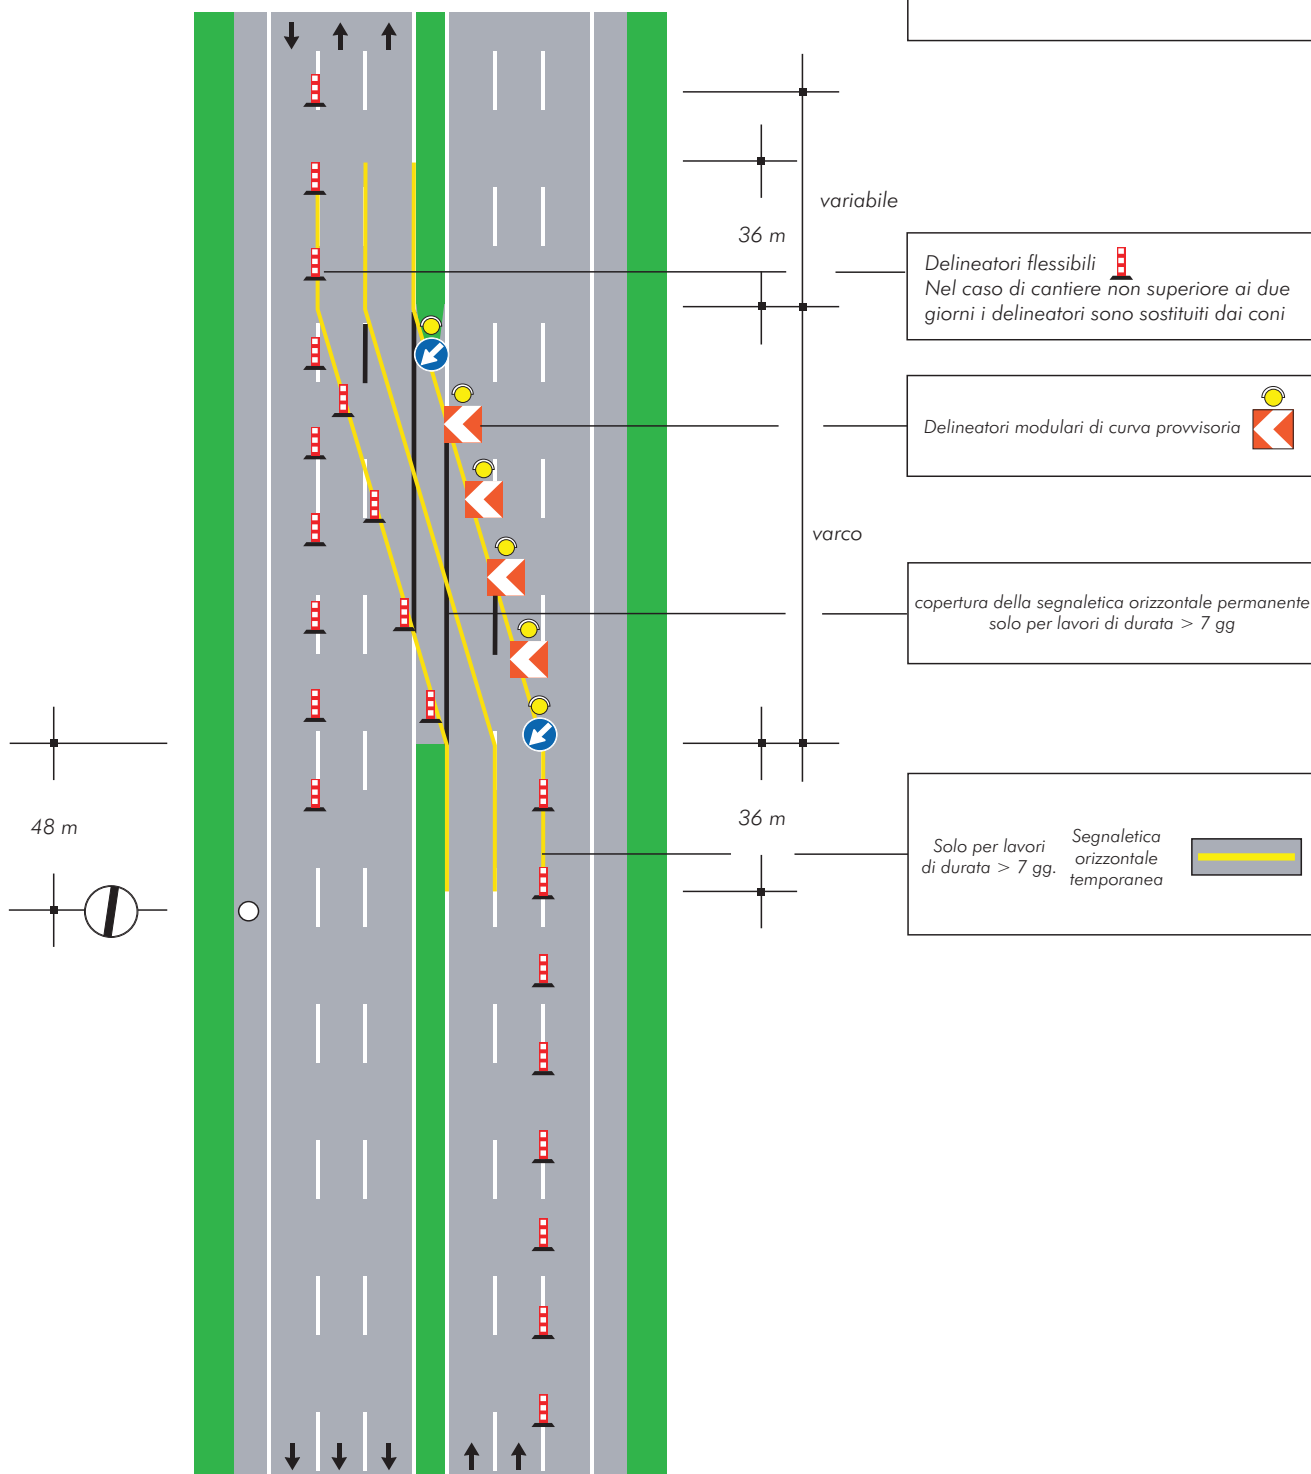 variabile
36 m
Delineatori flessibili
Nel caso di cantiere non superiore ai due
giorni i delineatori sono sostituiti dai coni
Delineatori modulari di curva provvisoria
varco
copertura della segnaletica orizzontale permanente
solo per lavori di durata > 7 gg
48 m
36 m
Solo per lavori
di durata > 7 gg.
Segnaletica
orizzontale
temporanea